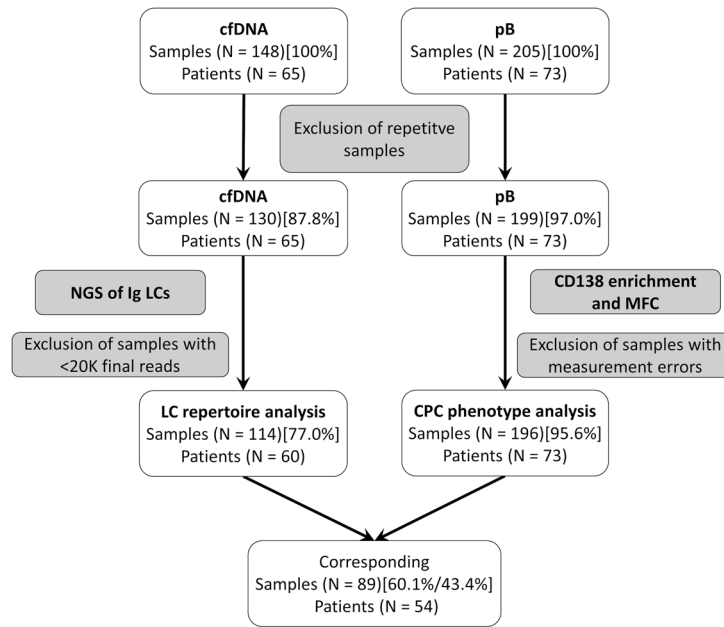 cfDNA
Samples (N = 148)[100%]
Patients (N = 65)
pB
Samples (N = 205)[100%]
Patients (N = 73)
Exclusion of repetitve
samples
cfDNA
Samples (N = 130)[87.8%]
Patients (N = 65)
pB
Samples (N = 199)[97.0%]
Patients (N = 73)
NGS of Ig LCs
CD138 enrichment
and MFC
Exclusion of samples with
<20K final reads
Exclusion of samples with
measurement errors
LC repertoire analysis
Samples (N = 114)[77.0%]
Patients (N = 60)
CPC phenotype analysis
Samples (N = 196)[95.6%]
Patients (N = 73)
Corresponding
Samples (N = 89)[60.1%/43.4%]
Patients (N = 54)